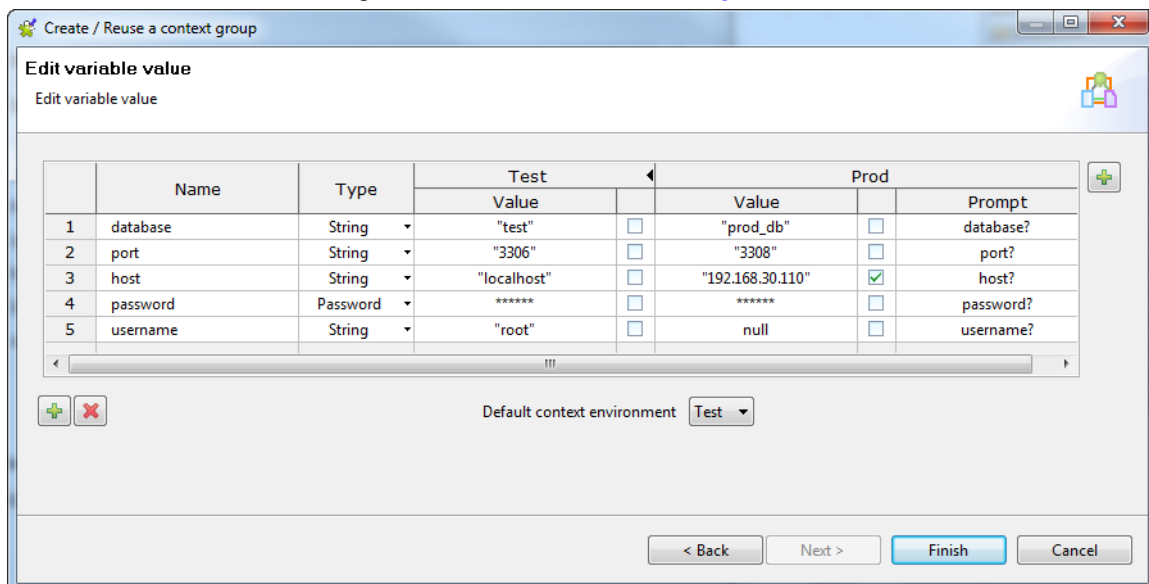 Create / Reuse a context group
Edit variable value
Edit variable value
Test Prod
Name Type
Value Value Prompt
1 database String "test" "prod_db" database?
2 port String "3306" "3308" port?
3 host String "localhost" "192.168.30.110" host?
4 password Password ****** ****** password?
5 username String "root" null username?
Default context environment Test
< Back Next > Finish Cancel